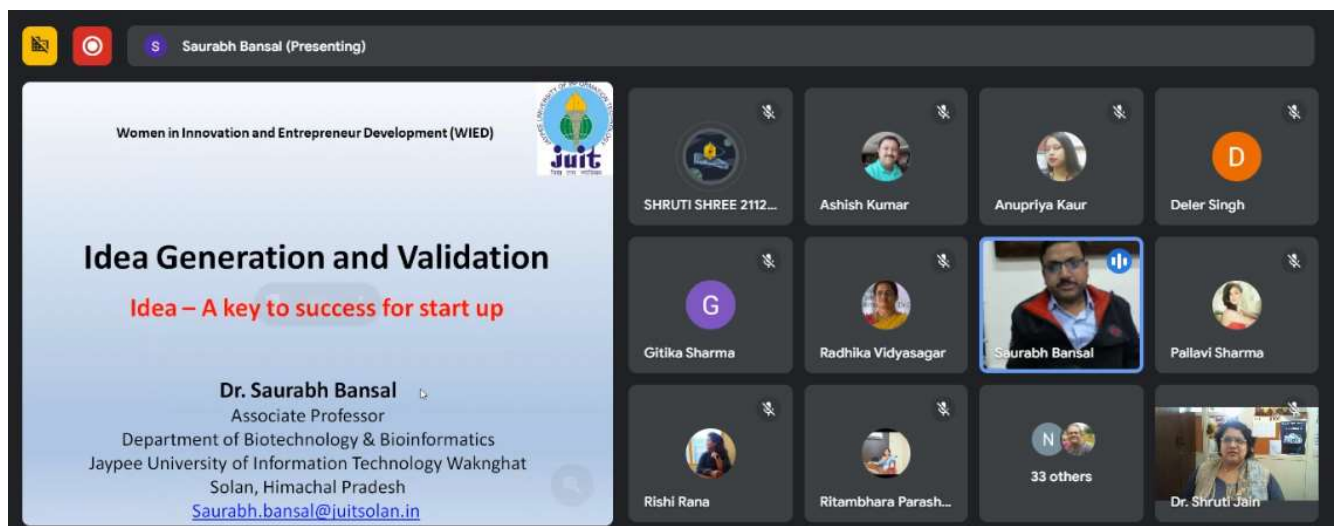 S Saurabh Bansal (Presenting)
Women in Innovation and Entrepreneur Development (WIED)
juit
Idea Generation and Validation
Idea – A key to success for start up
Dr. Saurabh Bansal
Associate Professor
Department of Biotechnology & Bioinformatics
Jaypee University of Information Technology Waknghat
Solan, Himachal Pradesh
Saurabh.bansal@juitsolan.in
SHRUTI SHREE 2112...
Ashish Kumar
Anupriya Kaur
D
Deler Singh
G
Gitika Sharma
Radhika Vidyasagar
Saurabh Bansal
Pallavi Sharma
Rishi Rana
Ritambhara Parash...
N
33 others
Dr. Shruti Jain